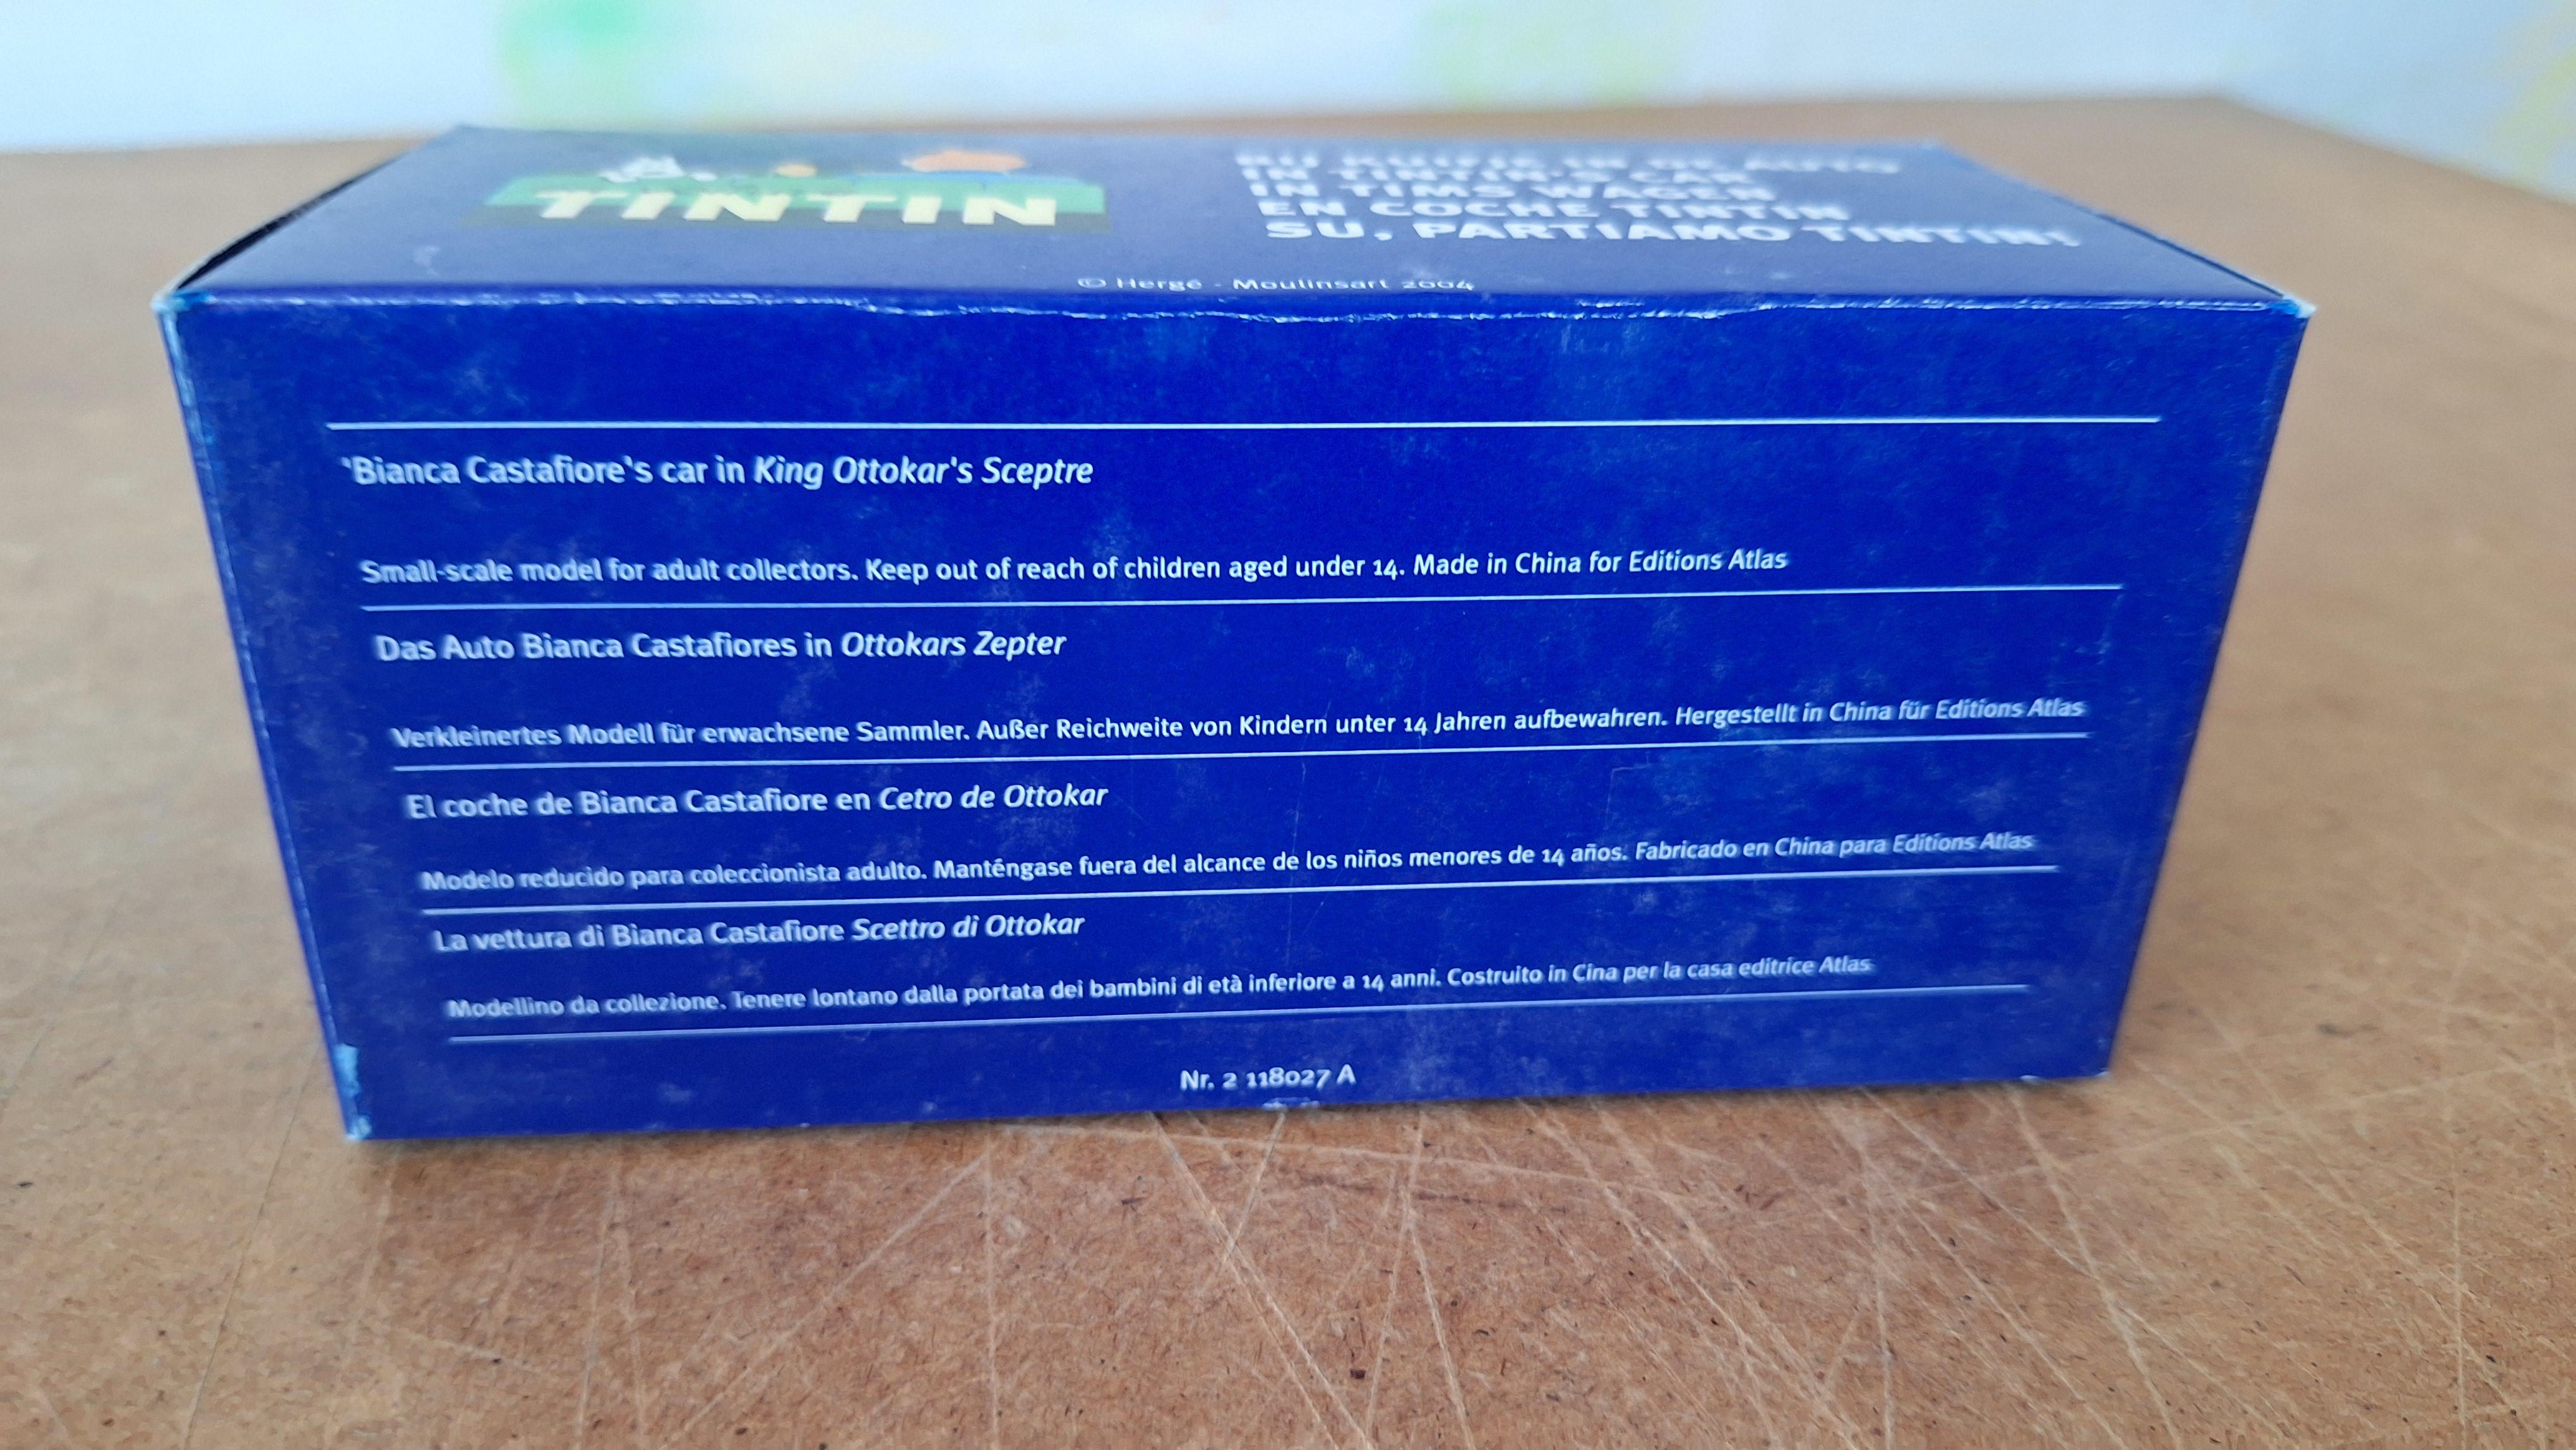 TINTIN
IN TINTIN'S CAR
IN TIMS WAGEN
EN COCHE TINTIN
SU, PARTIAMO TINTIN!
© Hergé - Moulinsart 2004
'Bianca Castafiore's car in King Ottokar's Sceptre
Small-scale model for adult collectors. Keep out of reach of children aged under 14. Made in China for Editions Atlas
Das Auto Bianca Castafiores in Ottokars Zepter
Verkleinertes Modell für erwachsene Sammler. Außer Reichweite von Kindern unter 14 Jahren aufbewahren. Hergestellt in China für Editions Atlas
El coche de Bianca Castafiore en Cetro de Ottokar
Modelo reducido para coleccionista adulto. Manténgase fuera del alcance de los niños menores de 14 años. Fabricado en China para Editions Atlas
La vettura di Bianca Castafiore Scettro di Ottokar
Modellino da collezione. Tenere lontano dalla portata dei bambini di età inferiore a 14 anni. Costruito in Cina per la casa editrice Atlas
Nr. 2 118027 A